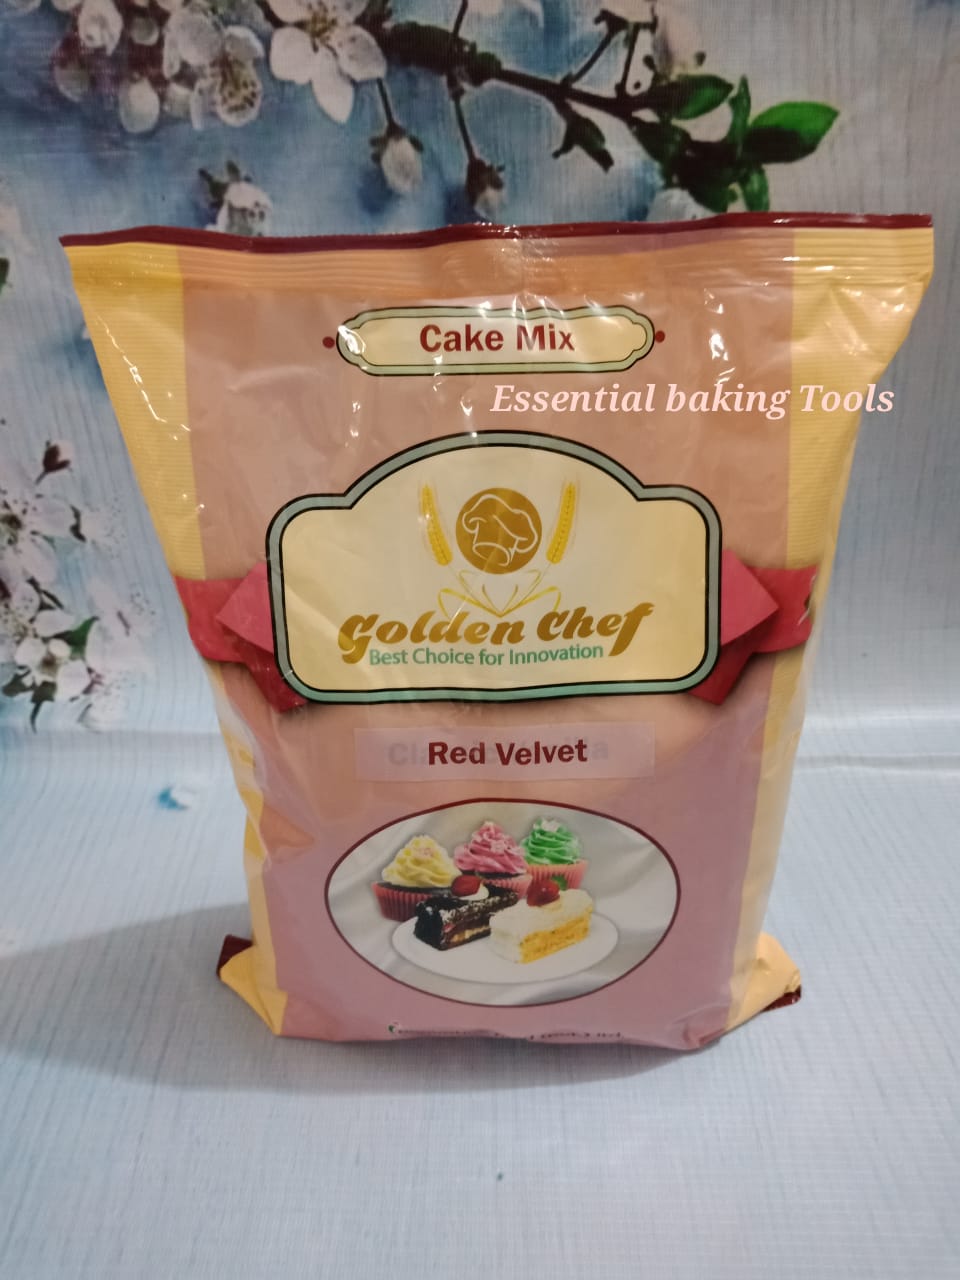 Cake Mix
Essential baking Tools
Golden Chef
Best Choice for Innovation
Red Velvet